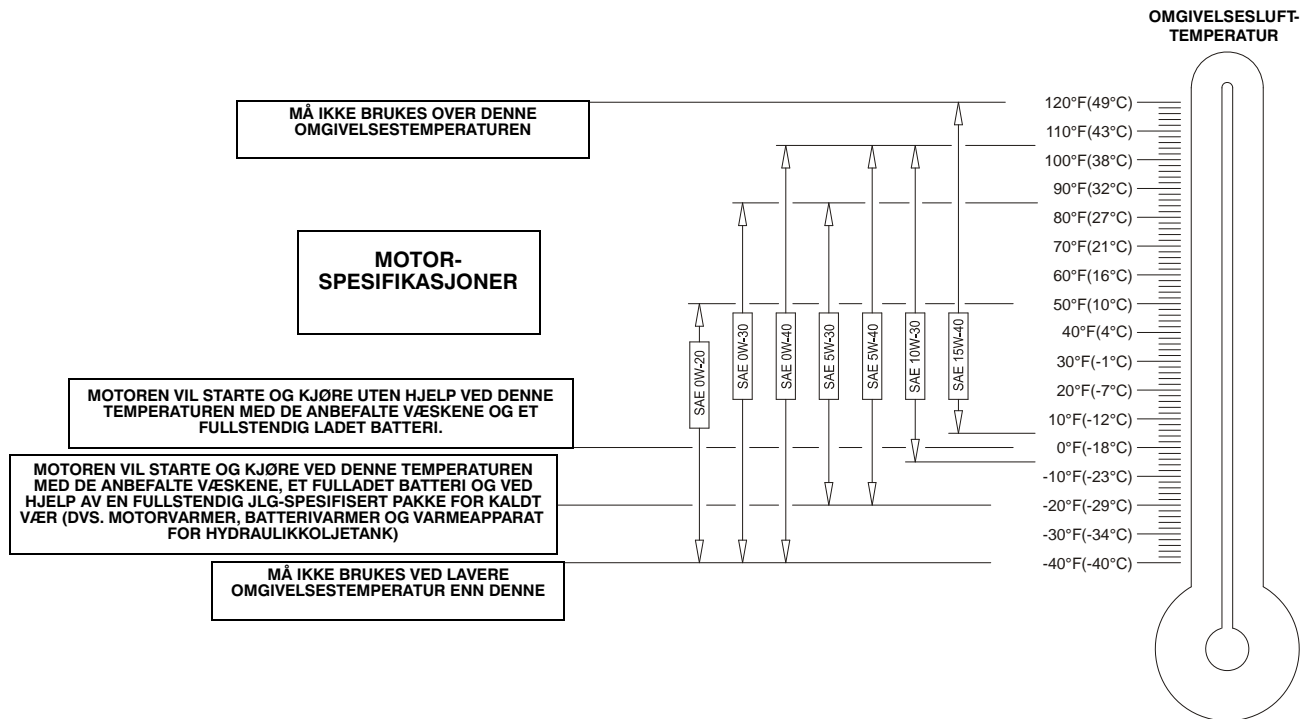 OMGIVELSESLUFT-
TEMPERATUR
MÅ IKKE BRUKES OVER DENNE
OMGIVELSESTEMPERATUREN
MOTOR-
SPESIFIKASJONER
MOTOREN VIL STARTE OG KJØRE UTEN HJELP VED DENNE
TEMPERATUREN MED DE ANBEFALTE VÆSKENE OG ET
FULLSTENDIG LADET BATTERI.
MOTOREN VIL STARTE OG KJØRE VED DENNE TEMPERATUREN
MED DE ANBEFALTE VÆSKENE, ET FULLADET BATTERI OG VED
HJELP AV EN FULLSTENDIG JLG-SPESIFISERT PAKKE FOR KALDT
VÆR (DVS. MOTORVARMER, BATTERIVARMER OG VARMEAPPARAT
FOR HYDRAULIKKOLJETANK)
MÅ IKKE BRUKES VED LAVERE
OMGIVELSESTEMPERATUR ENN DENNE
SAE 0W-20
SAE 0W-30
SAE 0W-40
SAE 5W-30
SAE 5W-40
SAE 10W-30
SAE 15W-40
120°F(49°C)
110°F(43°C)
100°F(38°C)
90°F(32°C)
80°F(27°C)
70°F(21°C)
60°F(16°C)
50°F(10°C)
40°F(4°C)
30°F(-1°C)
20°F(-7°C)
10°F(-12°C)
0°F(-18°C)
-10°F(-23°C)
-20°F(-29°C)
-30°F(-34°C)
-40°F(-40°C)